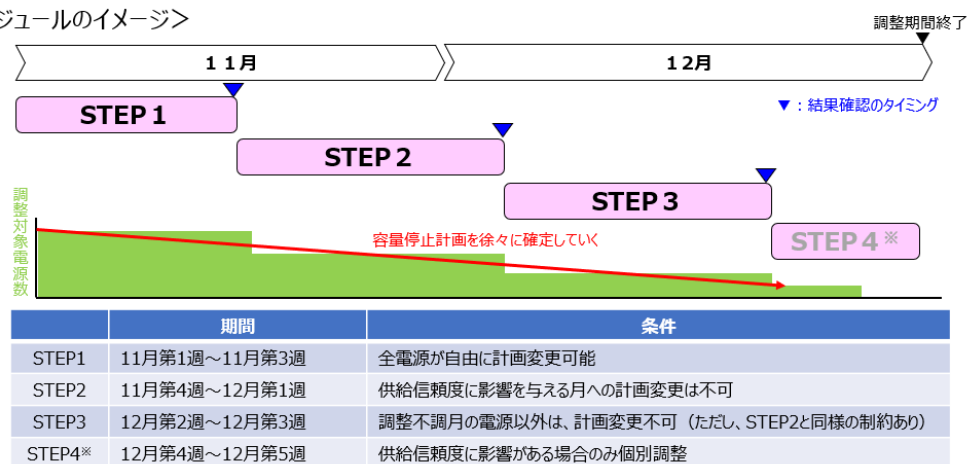 ジュールのイメージ＞
調整期間終了
１１月
12月
STEP１
▼：結果確認のタイミング
STEP２
STEP３
STEP４※
調整対象電源数
容量停止計画を徐々に確定していく
期間 条件
STEP1 11月第1週～11月第3週 全電源が自由に計画変更可能
STEP2 11月第4週～12月第1週 供給信頼度に影響を与える月への計画変更は不可
STEP3 12月第2週～12月第3週 調整不調月の電源以外は、計画変更不可（ただし、STEP2と同様の制約あり）
STEP4※ 12月第4週～12月第5週 供給信頼度に影響がある場合のみ個別調整